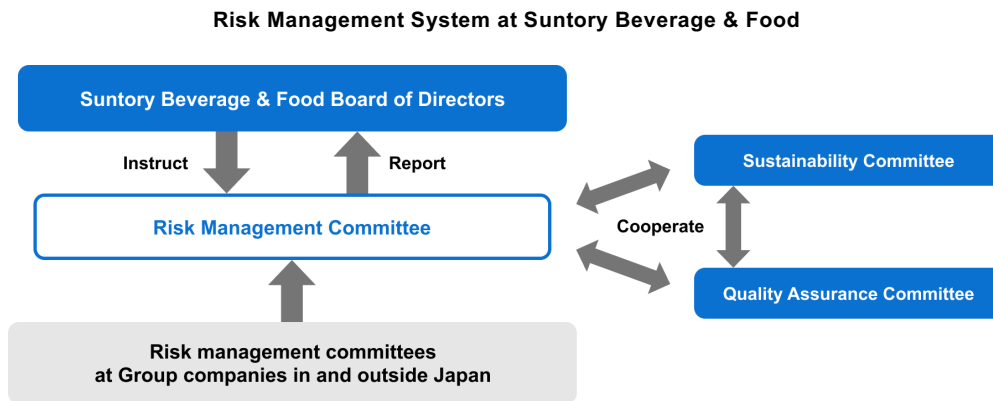 Risk Management System at Suntory Beverage & Food
Suntory Beverage & Food Board of Directors
Instruct
Report
Sustainability Committee
Risk Management Committee
Cooperate
Quality Assurance Committee
Risk management committees
at Group companies in and outside Japan